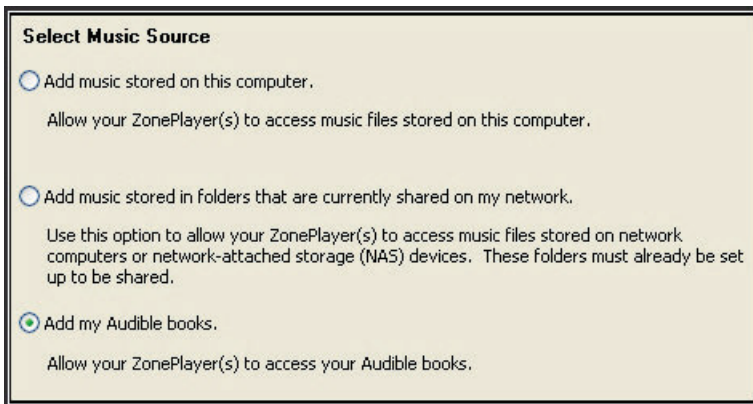 Select Music Source
Add music stored on this computer.
Allow your ZonePlayer(s) to access music files stored on this computer.
Add music stored in folders that are currently shared on my network.
Use this option to allow your ZonePlayer(s) to access music files stored on network
computers or network-attached storage (NAS) devices.  These folders must already be set
up to be shared.
Add my Audible books.
Allow your ZonePlayer(s) to access your Audible books.